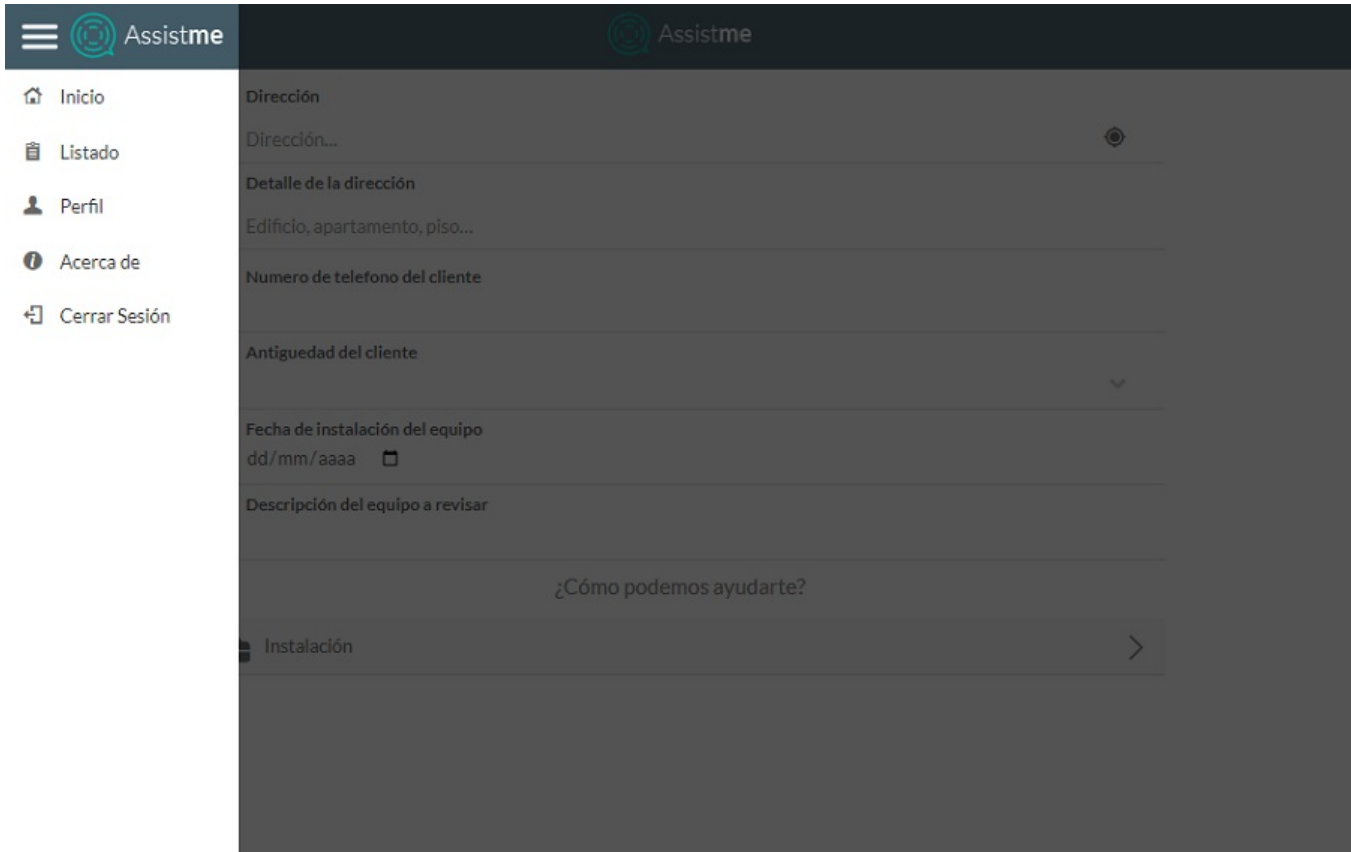 Assistme
Inicio
Listado
Perfil
Acerca de
Cerrar Sesión
Assistme
Dirección
Dirección...
Detalle de la dirección
Edificio, apartamento, piso...
Numero de telefono del cliente
Antiguedad del cliente
Fecha de instalación del equipo
dd/mm/aaaa
Descripción del equipo a revisar
¿Cómo podemos ayudarte?
Instalación